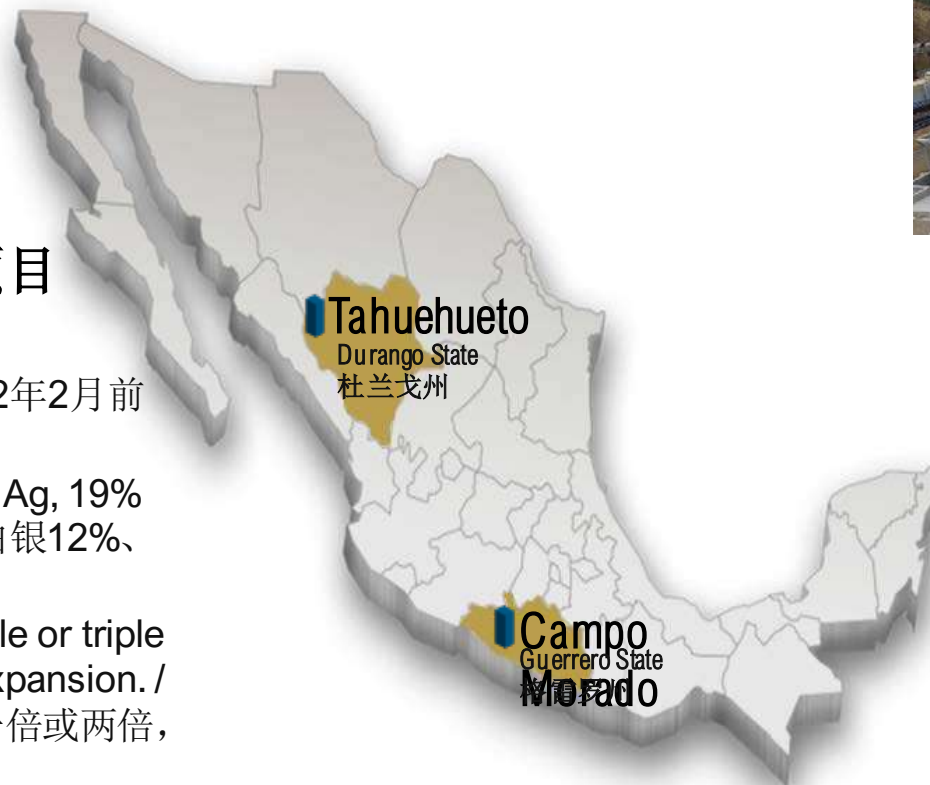 目
Tahuehueto
Durango State
杜兰戈州
2年2月前
Ag, 19%
银12%、
le or triple
xpansion. /
倍或两倍，
Campo
Guerrero State
Morado